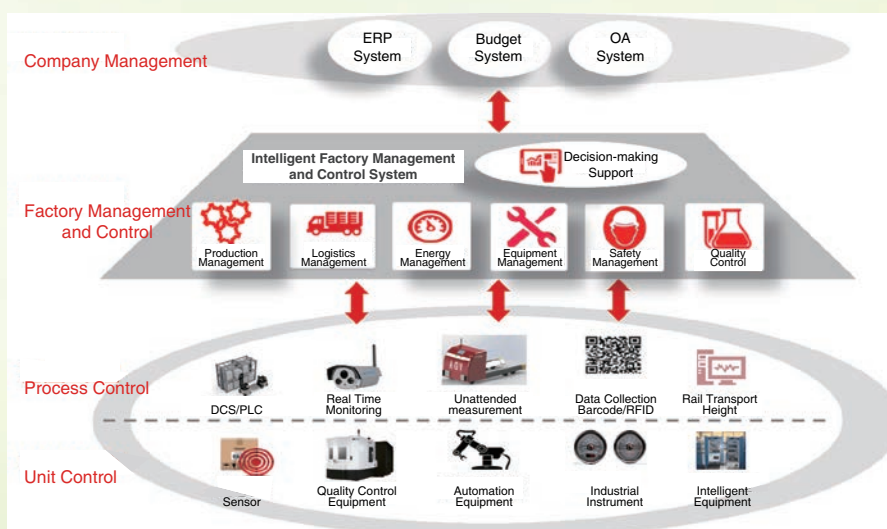 ERP
System
Budget
System
OA
System
Company Management
Intelligent Factory Management
and Control System
Decision-making
Support
Factory Management
and Control
Production
Management
Logistics
Management
Energy
Management
Equipment
Management
Safety
Management
Quality
Control
Process Control
DCS/PLC
Real Time
Monitoring
AGV
Unattended
measurement
Data Collection
Barcode/RFID
Rail Transport
Height
Unit Control
Sensor
Quality Control
Equipment
Automation
Equipment
Industrial
Instrument
Intelligent
Equipment